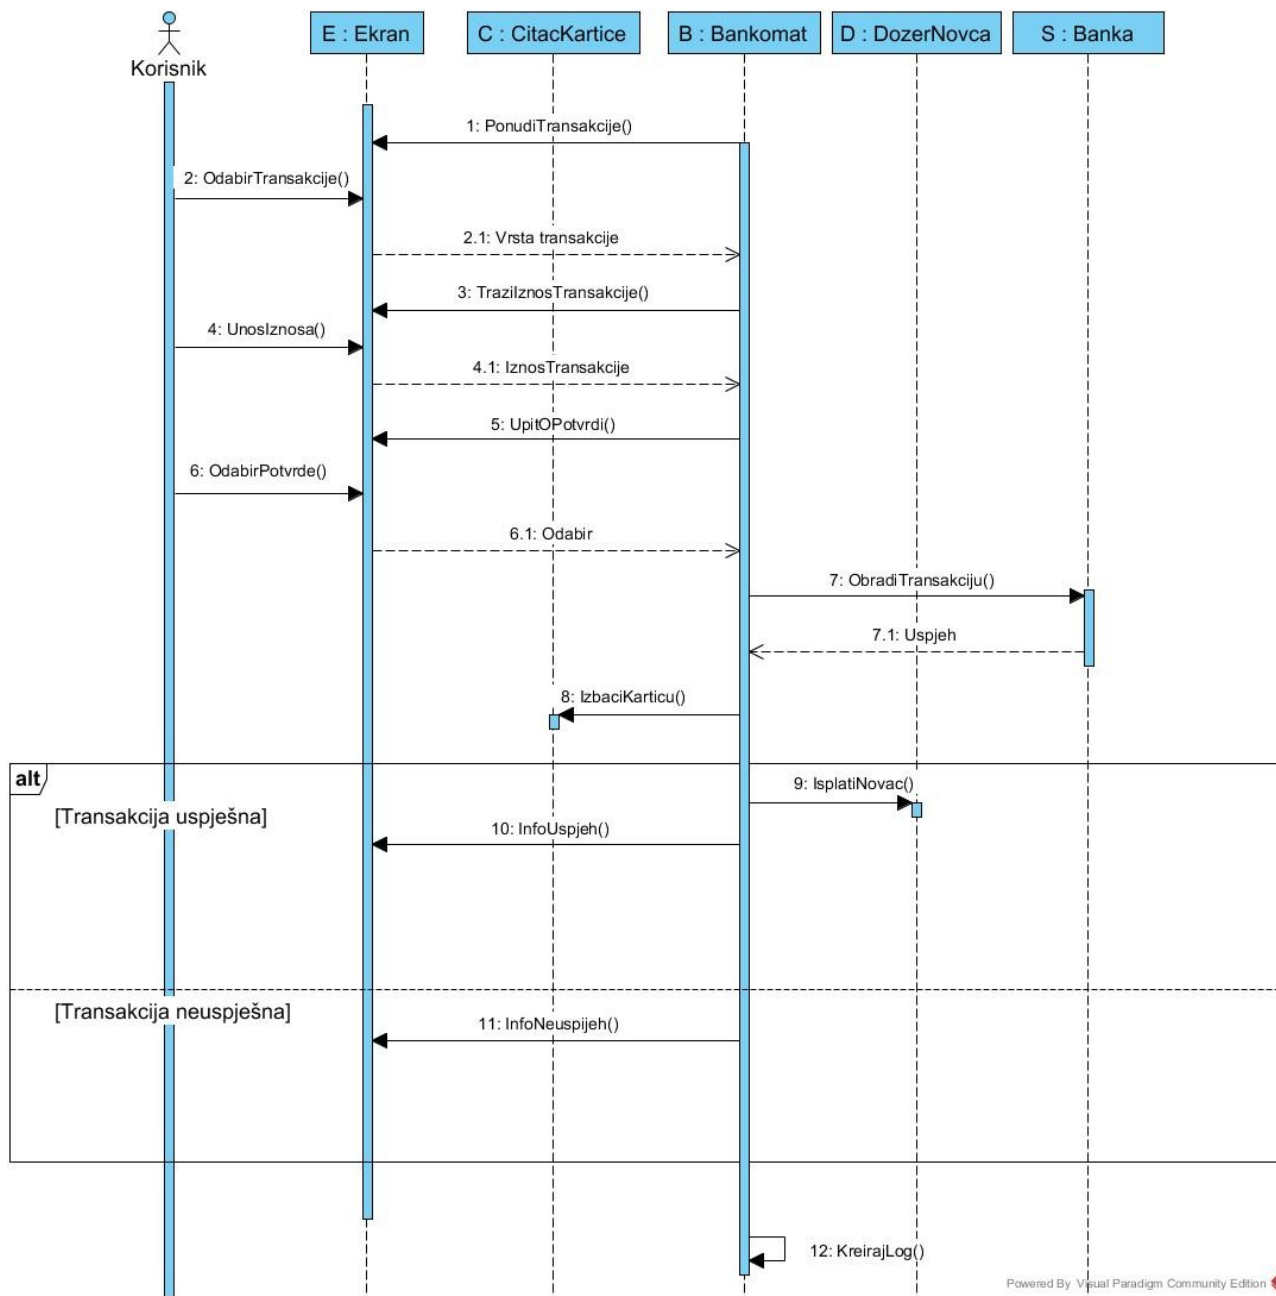 E : Ekran
C : CitacKartice
B : Bankomat
D : DozerNovca
S : Banka
Korisnik
1: PonudiTransakcije()
2: OdabirTransakcije()
2.1: Vrsta transakcije
3: TraziIznosTransakcije()
4: UnosIznosa()
4.1: IznosTransakcije
5: UpitOPotvrdi()
6: OdabirPotvrde()
6.1: Odabir
7: ObradiTransakciju()
7.1: Uspjeh
8: IzbaciKarticu()
alt
9: IsplatiNovac()
[Transakcija uspješna]
10: InfoUspjeh()
[Transakcija neuspješna]
11: InfoNeuspijeh()
12: KreirajLog()
Powered By Visual Paradigm Community Edition